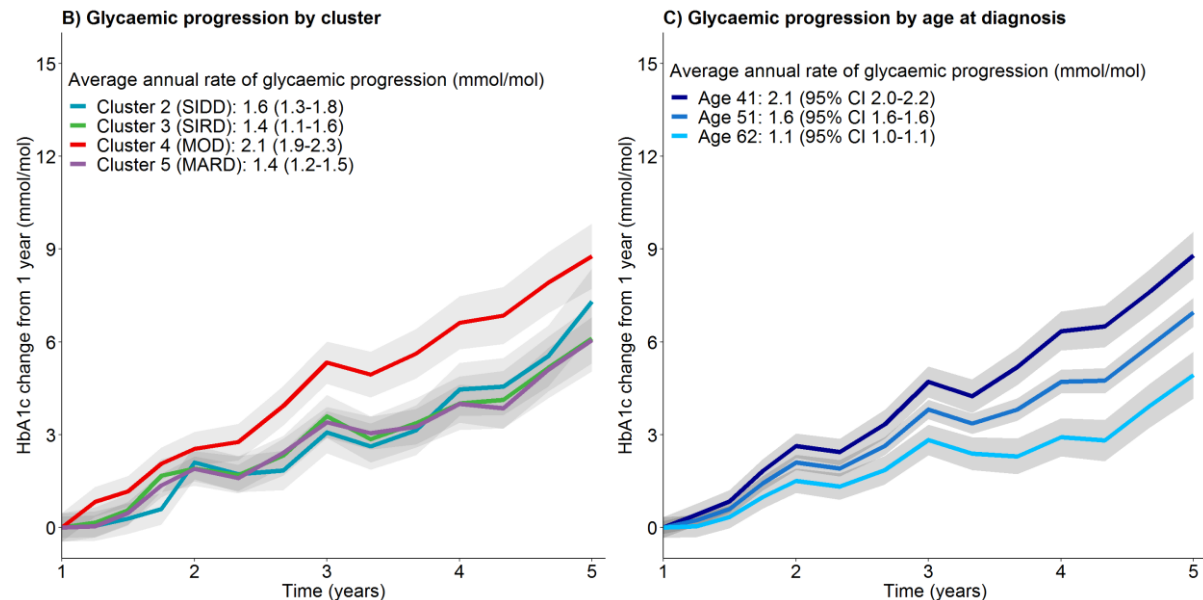 B) Glycaemic progression by cluster
15
12
9
6
3
0
HbA1c change from 1 year (mmol/mol)
Average annual rate of glycaemic progression (mmol/mol)
Cluster 2 (SIDD): 1.6 (1.3-1.8)
Cluster 3 (SIRD): 1.4 (1.1-1.6)
Cluster 4 (MOD): 2.1 (1.9-2.3)
Cluster 5 (MARD): 1.4 (1.2-1.5)
1 2 3 4 5
Time (years)
C) Glycaemic progression by age at diagnosis
15
12
9
6
3
0
HbA1c change from 1 year (mmol/mol)
Average annual rate of glycaemic progression (mmol/mol)
Age 41: 2.1 (95% CI 2.0-2.2)
Age 51: 1.6 (95% CI 1.6-1.6)
Age 62: 1.1 (95% CI 1.0-1.1)
1 2 3 4 5
Time (years)